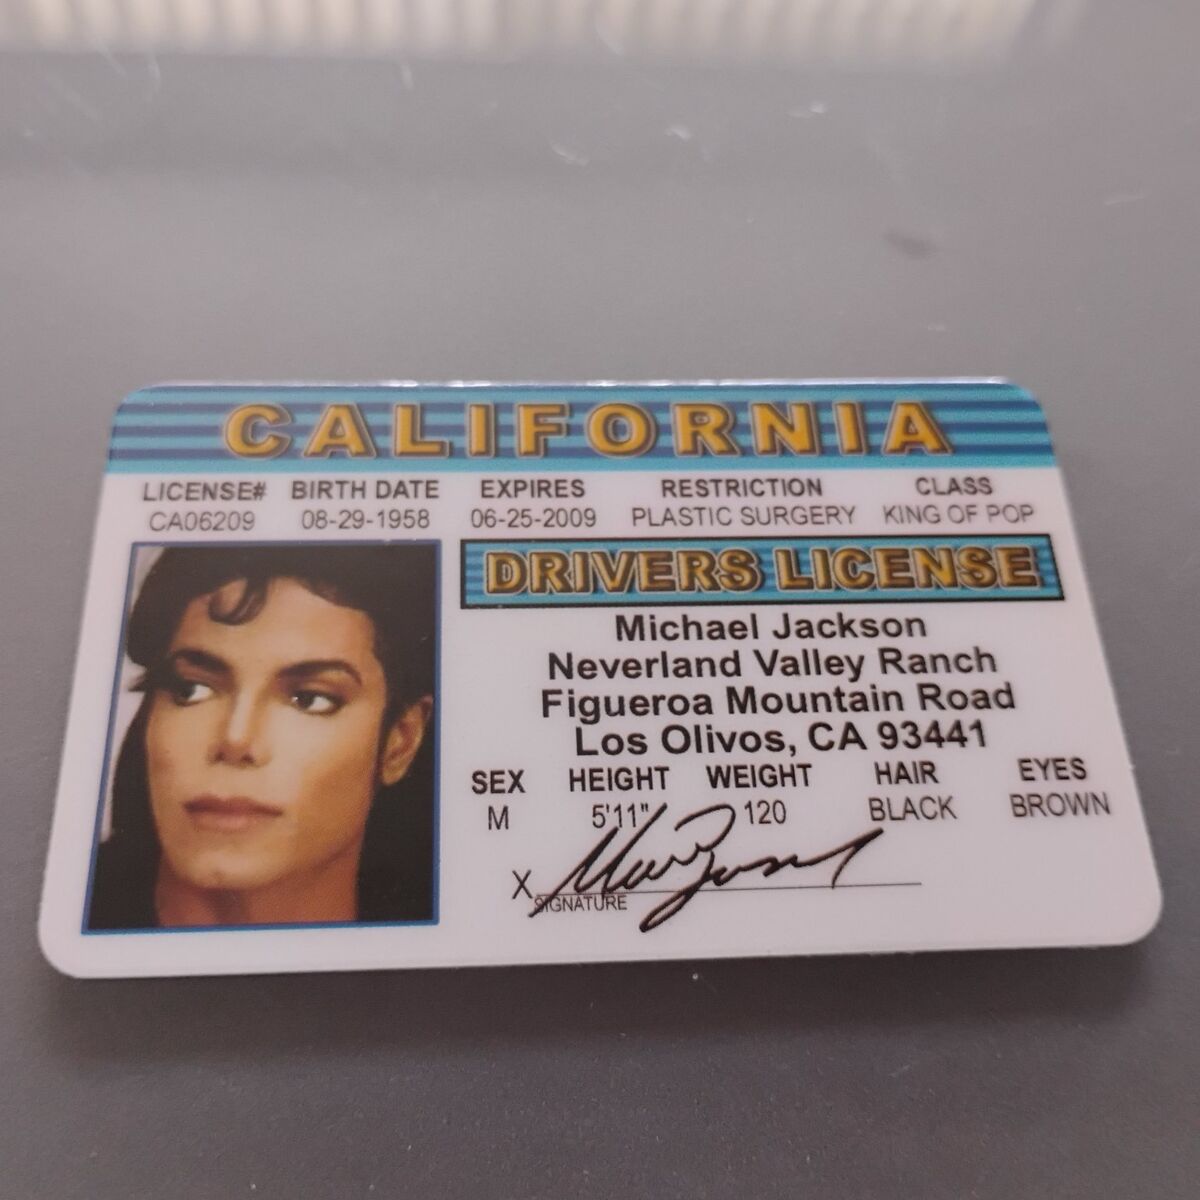 CALIFORNIA
LICENSE# BIRTH DATE EXPIRES RESTRICTION CLASS
CA06209 08-29-1958 06-25-2009 PLASTIC SURGERY KING OF POP
DRIVERS LICENSE
Michael Jackson
Neverland Valley Ranch
Figueroa Mountain Road
Los Olivos, CA 93441
SEX HEIGHT WEIGHT HAIR EYES
M 5'11" 120 BLACK BROWN
X
SIGNATURE